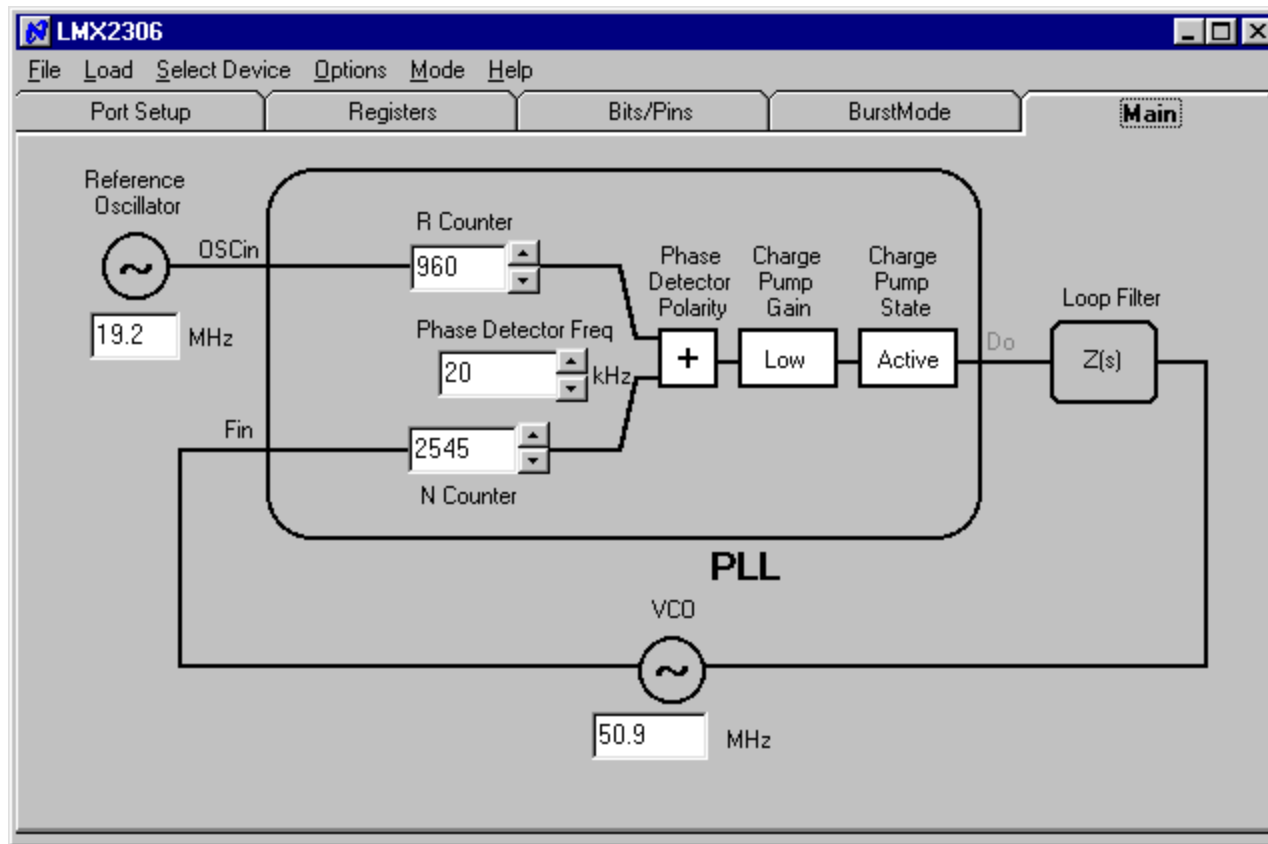 LMX2306
File Load Select Device Options Mode Help
Port Setup Registers Bits/Pins BurstMode Main
Reference
Oscillator
OSCin
~
19.2 MHz
R Counter
960
Phase Detector Freq
20 kHz
Fin
2545
N Counter
Phase
Detector
Polarity
+
Charge
Pump
Gain
Low
Charge
Pump
State
Active
Do
Loop Filter
Z(s)
PLL
VCO
~
50.9 MHz